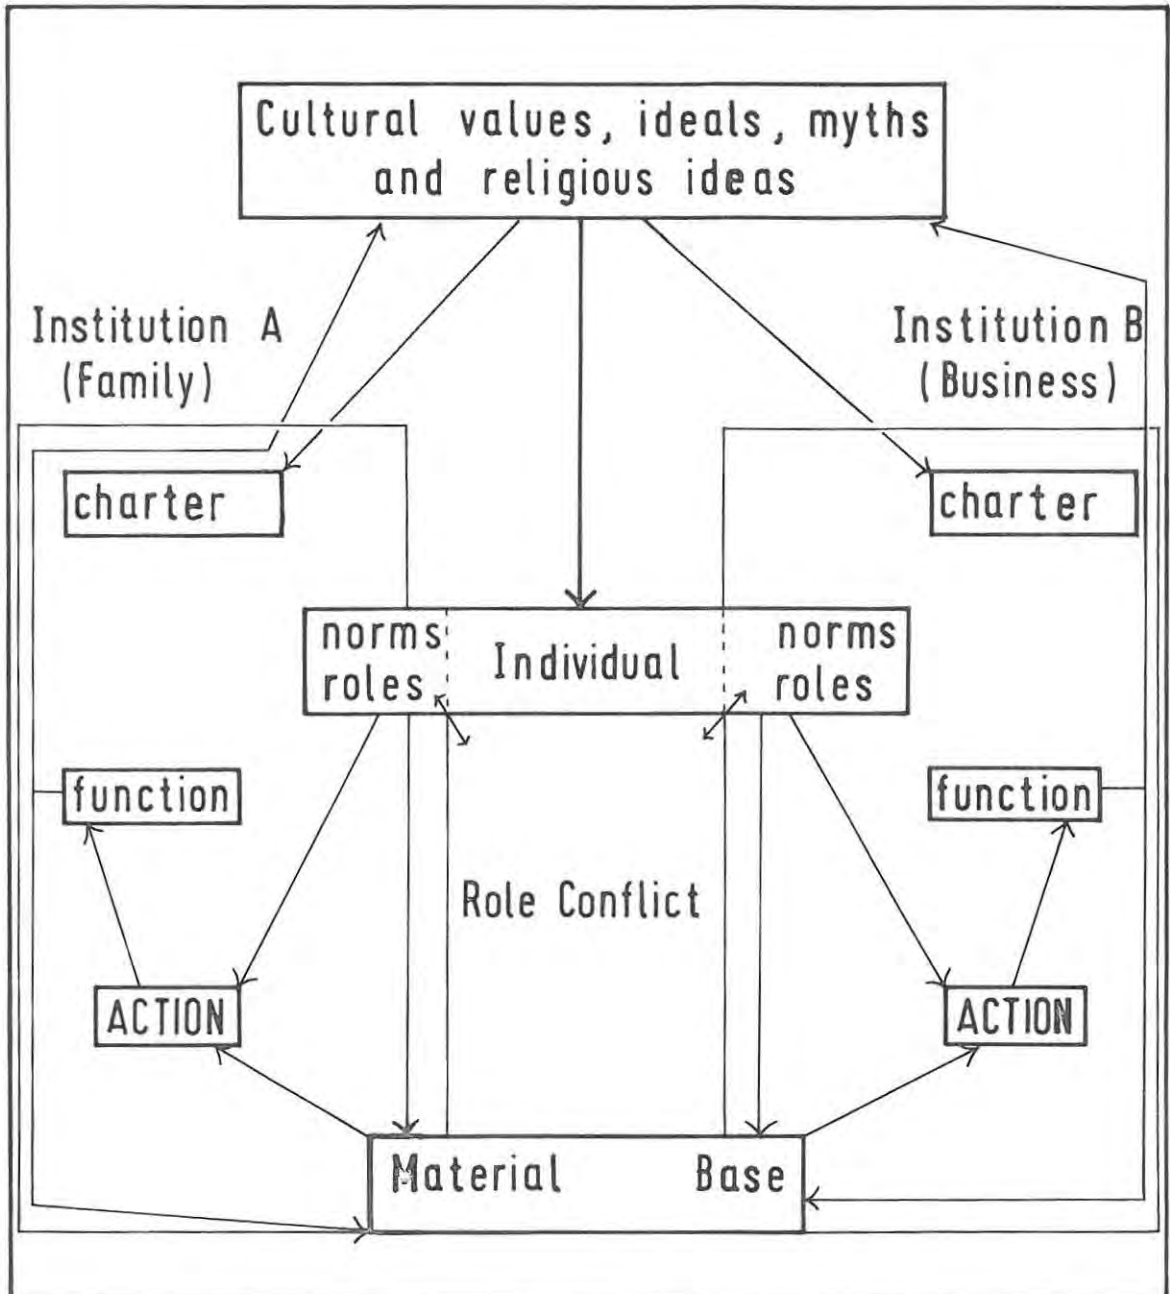 Cultural values, ideals, myths
and religious ideas
Institution A
(Family)
Institution B
(Business)
charter
charter
norms
roles
Individual
norms
roles
function
function
Role Conflict
ACTION
ACTION
Material Base